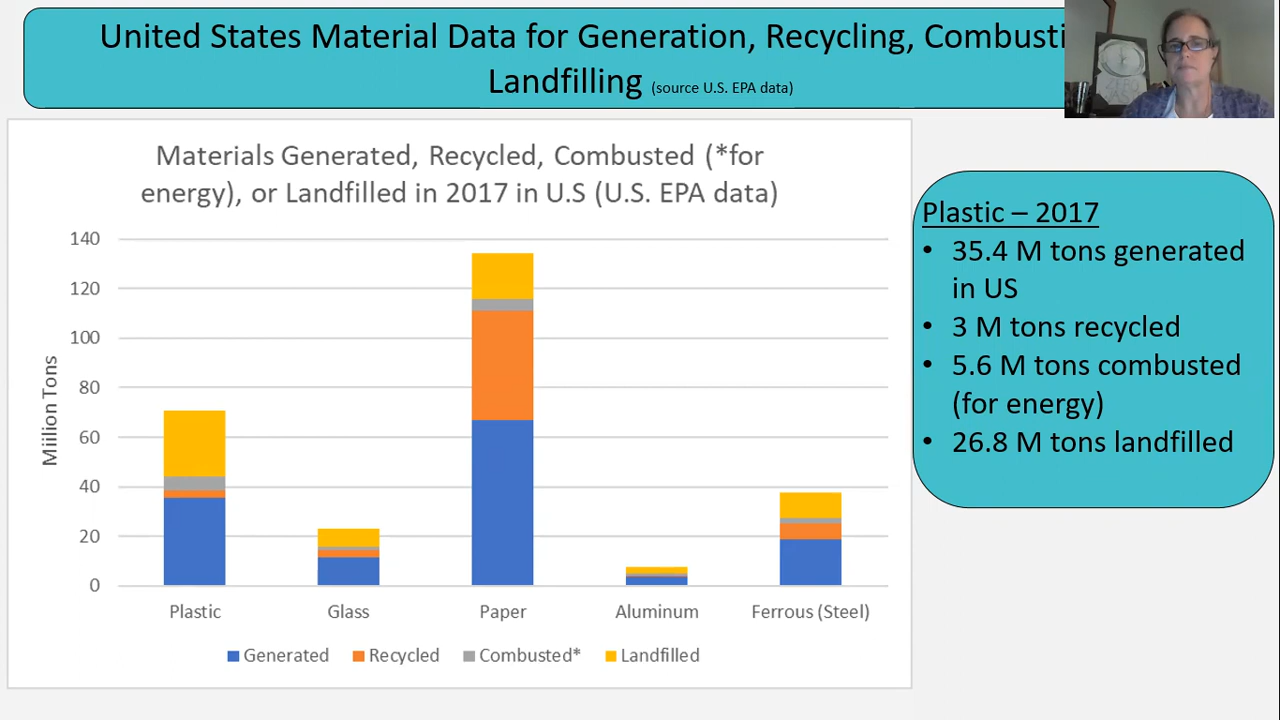 United States Material Data for Generation, Recycling, Combusti
Landfilling (source U.S. EPA data)
Materials Generated, Recycled, Combusted (*for
energy), or Landfilled in 2017 in U.S (U.S. EPA data)
140
120
100
80
60
40
20
0
Miilion Tons
Plastic
Glass
Paper
Aluminum
Ferrous (Steel)
Generated
Recycled
Combusted*
Landfilled
Plastic – 2017
• 35.4 M tons generated
in US
• 3 M tons recycled
• 5.6 M tons combusted
(for energy)
• 26.8 M tons landfilled